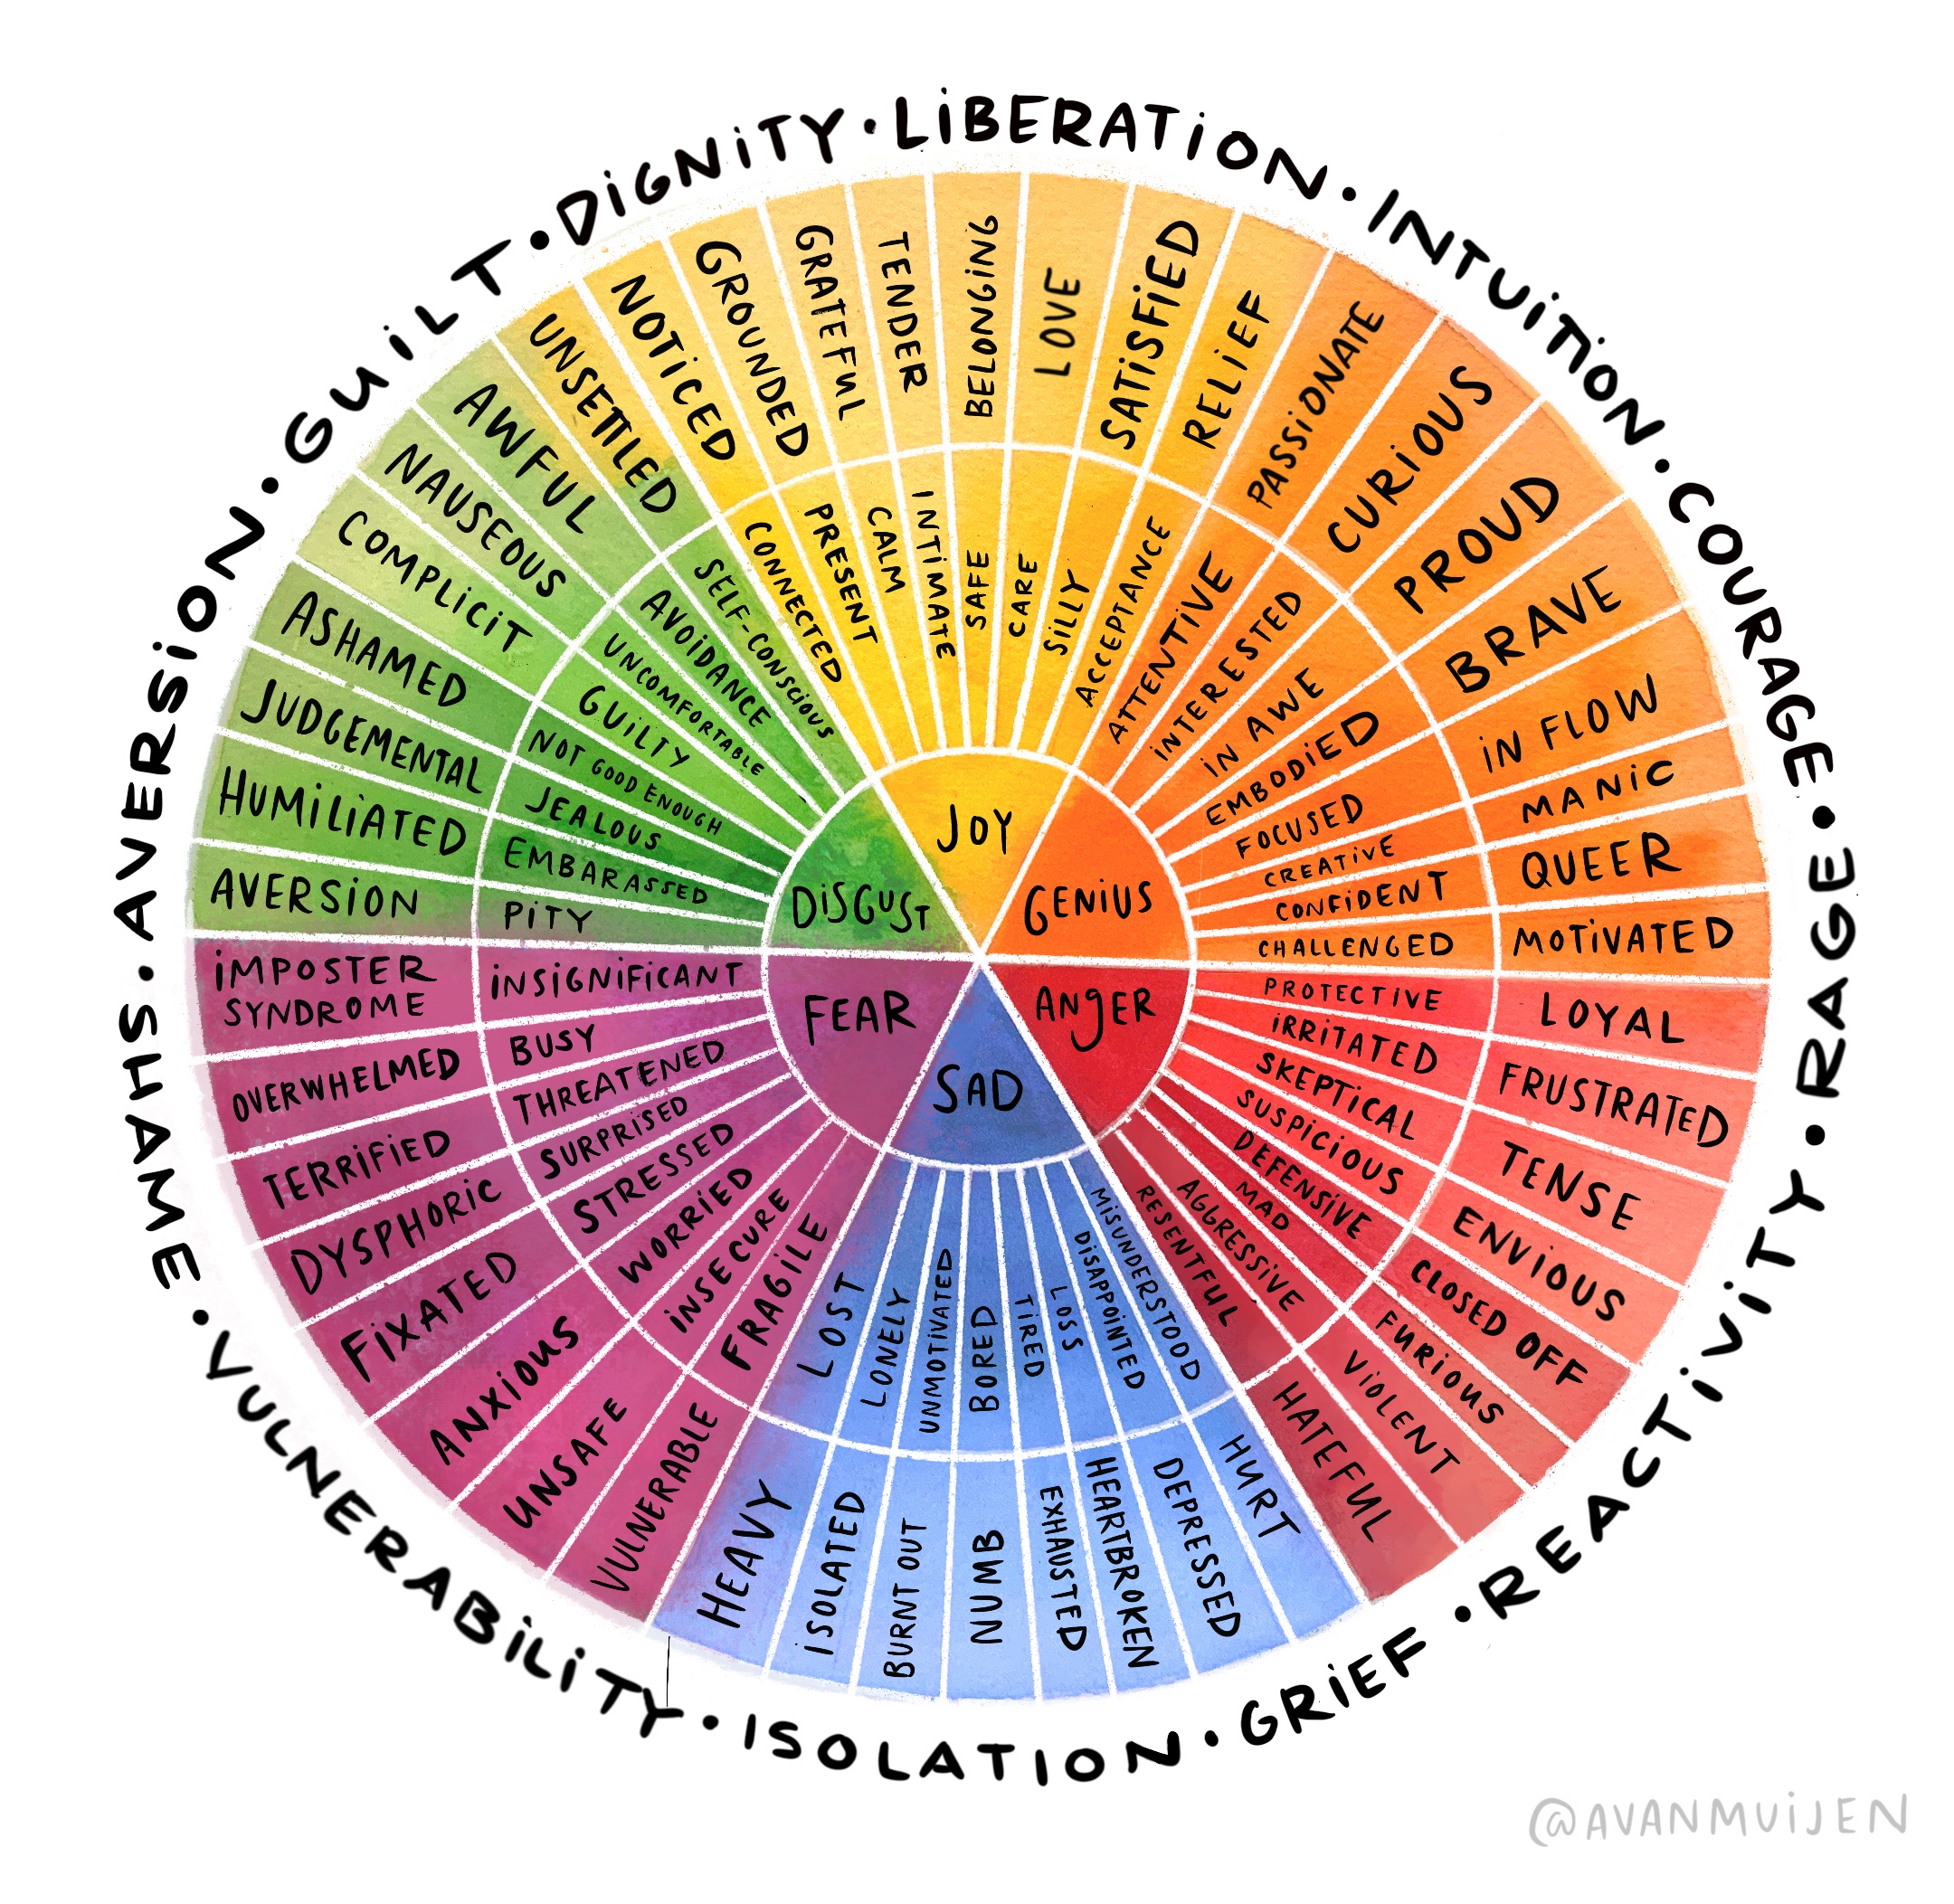 DIGNITY · LIBERATION · INTUITION · COURAGE · RAGE · REACTIVITY · GRIEF · ISOLATION · VULNERABILITY · SHAME · AVERSION · GUILT ·
JOY
GENIUS
ANGER
SAD
FEAR
DISGUST
CONNECTED
PRESENT
CALM
INTIMATE
SAFE
CARE
SILLY
ACCEPTANCE
NOTICED
GROUNDED
GRATEFUL
TENDER
BELONGING
LOVE
SATISFIED
RELIEF
ATTENTIVE
INTERESTED
IN AWE
EMBODIED
FOCUSED
CREATIVE
CONFIDENT
CHALLENGED
PASSIONATE
CURIOUS
PROUD
BRAVE
IN FLOW
MANIC
QUEER
MOTIVATED
PROTECTIVE
IRRITATED
SKEPTICAL
SUSPICIOUS
DEFENSIVE
MAD
AGGRESSIVE
RESENTFUL
LOYAL
FRUSTRATED
TENSE
ENVIOUS
CLOSED OFF
FURIOUS
VIOLENT
HATEFUL
MISUNDERSTOOD
DISAPPOINTED
LOSS
TIRED
BORED
UNMOTIVATED
LONELY
LOST
HURT
DEPRESSED
HEARTBROKEN
EXHAUSTED
NUMB
BURNT OUT
ISOLATED
HEAVY
FRAGILE
INSECURE
WORRIED
STRESSED
SURPRISED
THREATENED
BUSY
INSIGNIFICANT
VULNERABLE
UNSAFE
ANXIOUS
FIXATED
DYSPHORIC
TERRIFIED
OVERWHELMED
IMPOSTER
SYNDROME
PITY
EMBARASSED
JEALOUS
NOT GOOD ENOUGH
GUILTY
UNCOMFORTABLE
AVOIDANCE
SELF-CONSCIOUS
AVERSION
HUMILIATED
JUDGEMENTAL
ASHAMED
COMPLICIT
NAUSEOUS
AWFUL
UNSETTLED
@AVANMUIJEN